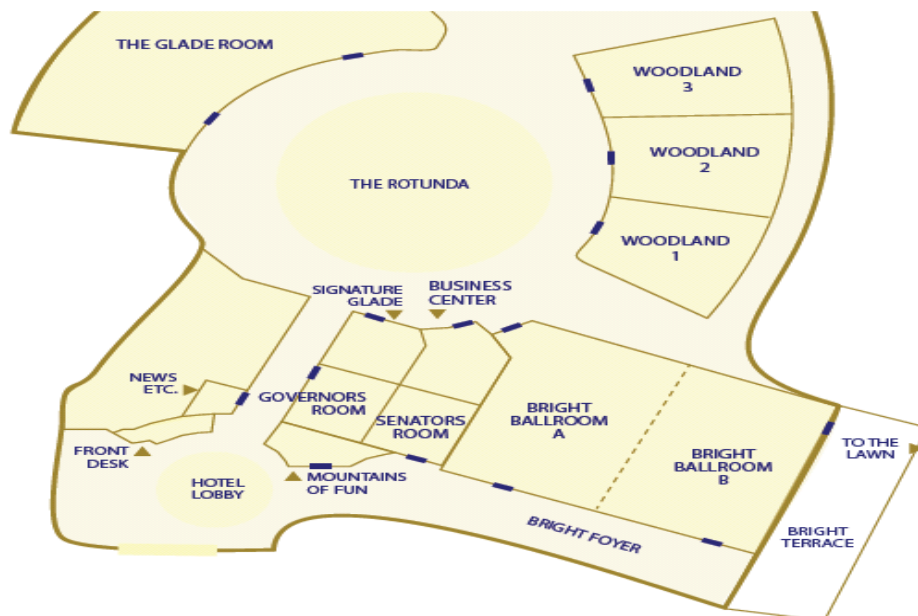 THE GLADE ROOM
WOODLAND
3
WOODLAND
2
THE ROTUNDA
WOODLAND
1
SIGNATURE
GLADE
BUSINESS
CENTER
NEWS
ETC.
GOVERNORS
ROOM
SENATORS
ROOM
BRIGHT
BALLROOM
A
BRIGHT
BALLROOM
B
TO THE
LAWN
FRONT
DESK
HOTEL
LOBBY
MOUNTAINS
OF FUN
BRIGHT FOYER
BRIGHT
TERRACE